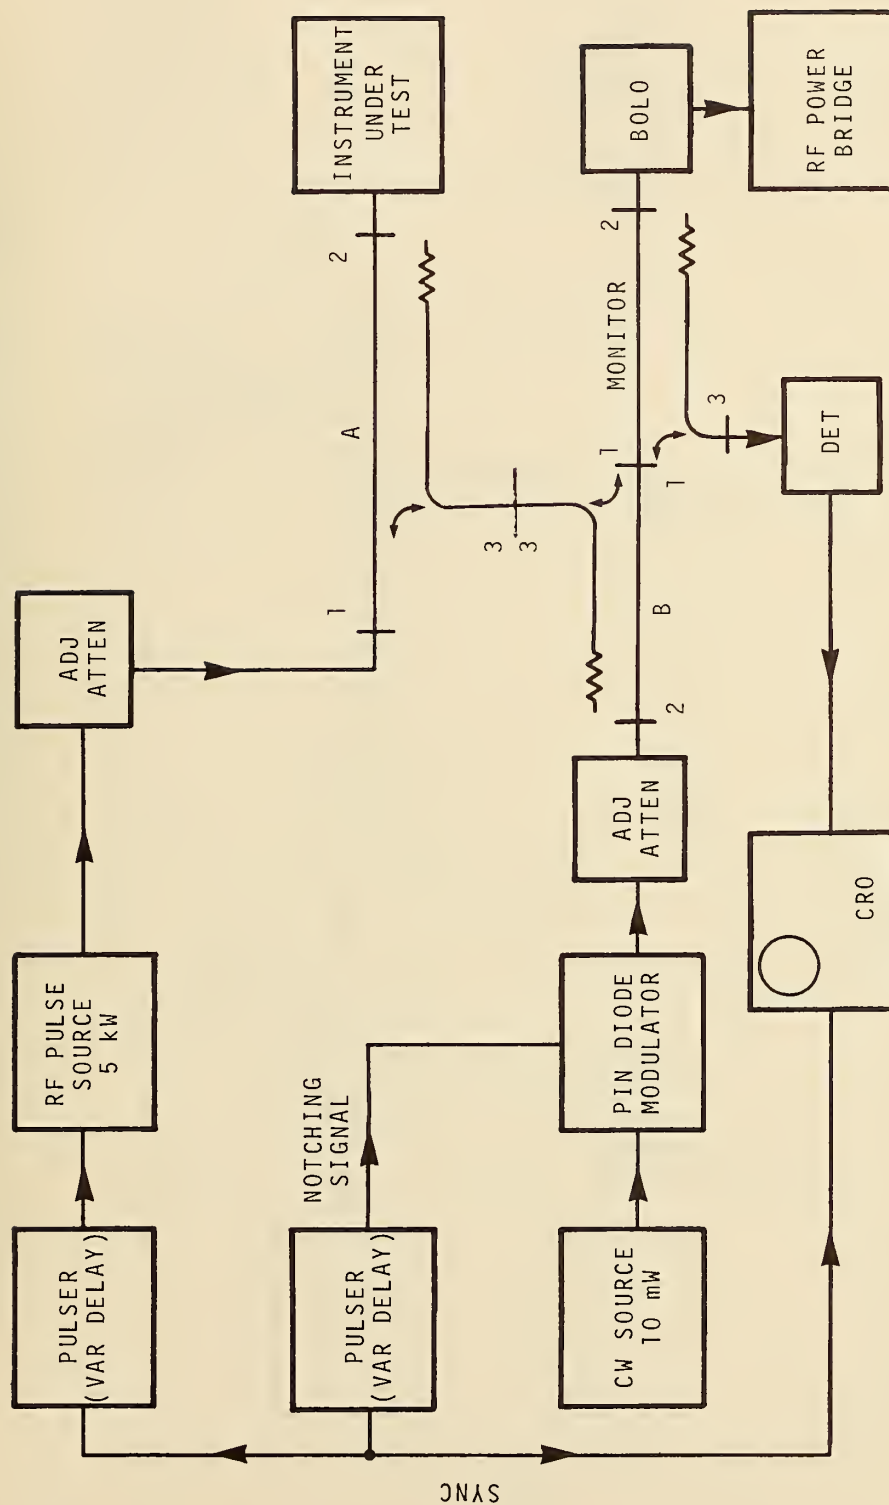 SYNC
PULSER
(VAR DELAY)
RF PULSE
SOURCE
5 kW
ADJ
ATTEN
PULSER
(VAR DELAY)
NOTCHING
SIGNAL
1
A
2
INSTRUMENT
UNDER
TEST
3
3
CW SOURCE
10 mW
PIN DIODE
MODULATOR
ADJ
ATTEN
2
B
1
1
MONITOR
2
BOLO
3
CRO
DET
RF POWER
BRIDGE